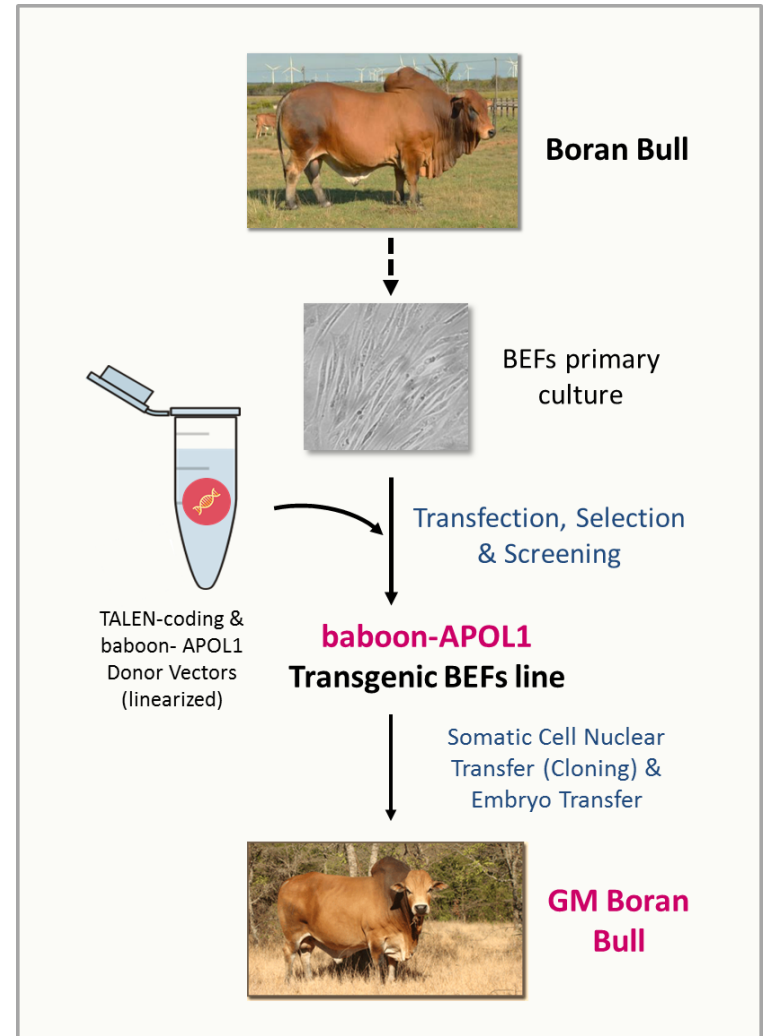 Boran Bull
BEFs primary
culture
Transfection, Selection
& Screening
TALEN-coding &
baboon- APOL1
Donor Vectors
(linearized)
baboon-APOL1
Transgenic BEFs line
Somatic Cell Nuclear
Transfer (Cloning) &
Embryo Transfer
GM Boran
Bull